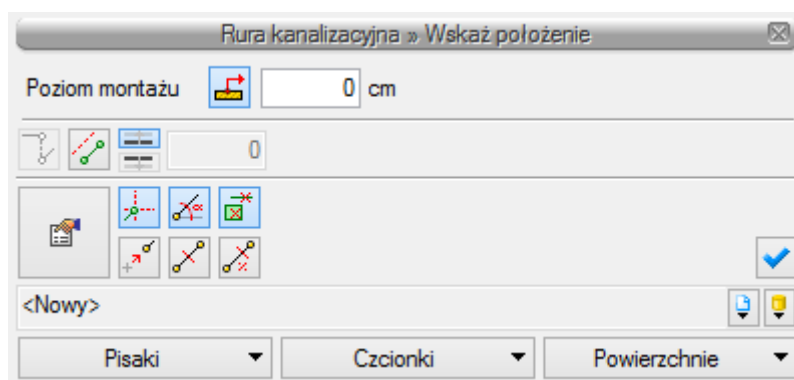 Rura kanalizacyjna » Wskaż położenie
Poziom montażu 0 cm
0
<Nowy>
Pisaki Czcionki Powierzchnie